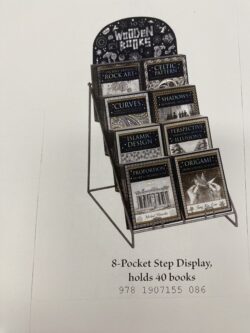 WOODEN
BOOKS
ROCK ART
CELTIC
PATTERN
CURVES
SHADOWS
ISLAMIC
DESIGN
PERSPECTIVE
ILLUSIONS
PROPORTION
ORIGAMI
8-Pocket Step Display,
holds 40 books
978 1907155 086